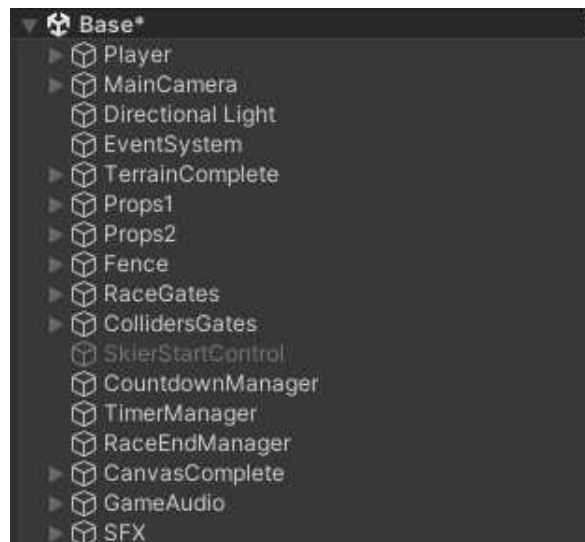 Base*
Player
MainCamera
Directional Light
EventSystem
TerrainComplete
Props1
Props2
Fence
RaceGates
CollidersGates
SkierStartControl
CountdownManager
TimerManager
RaceEndManager
CanvasComplete
GameAudio
SFX